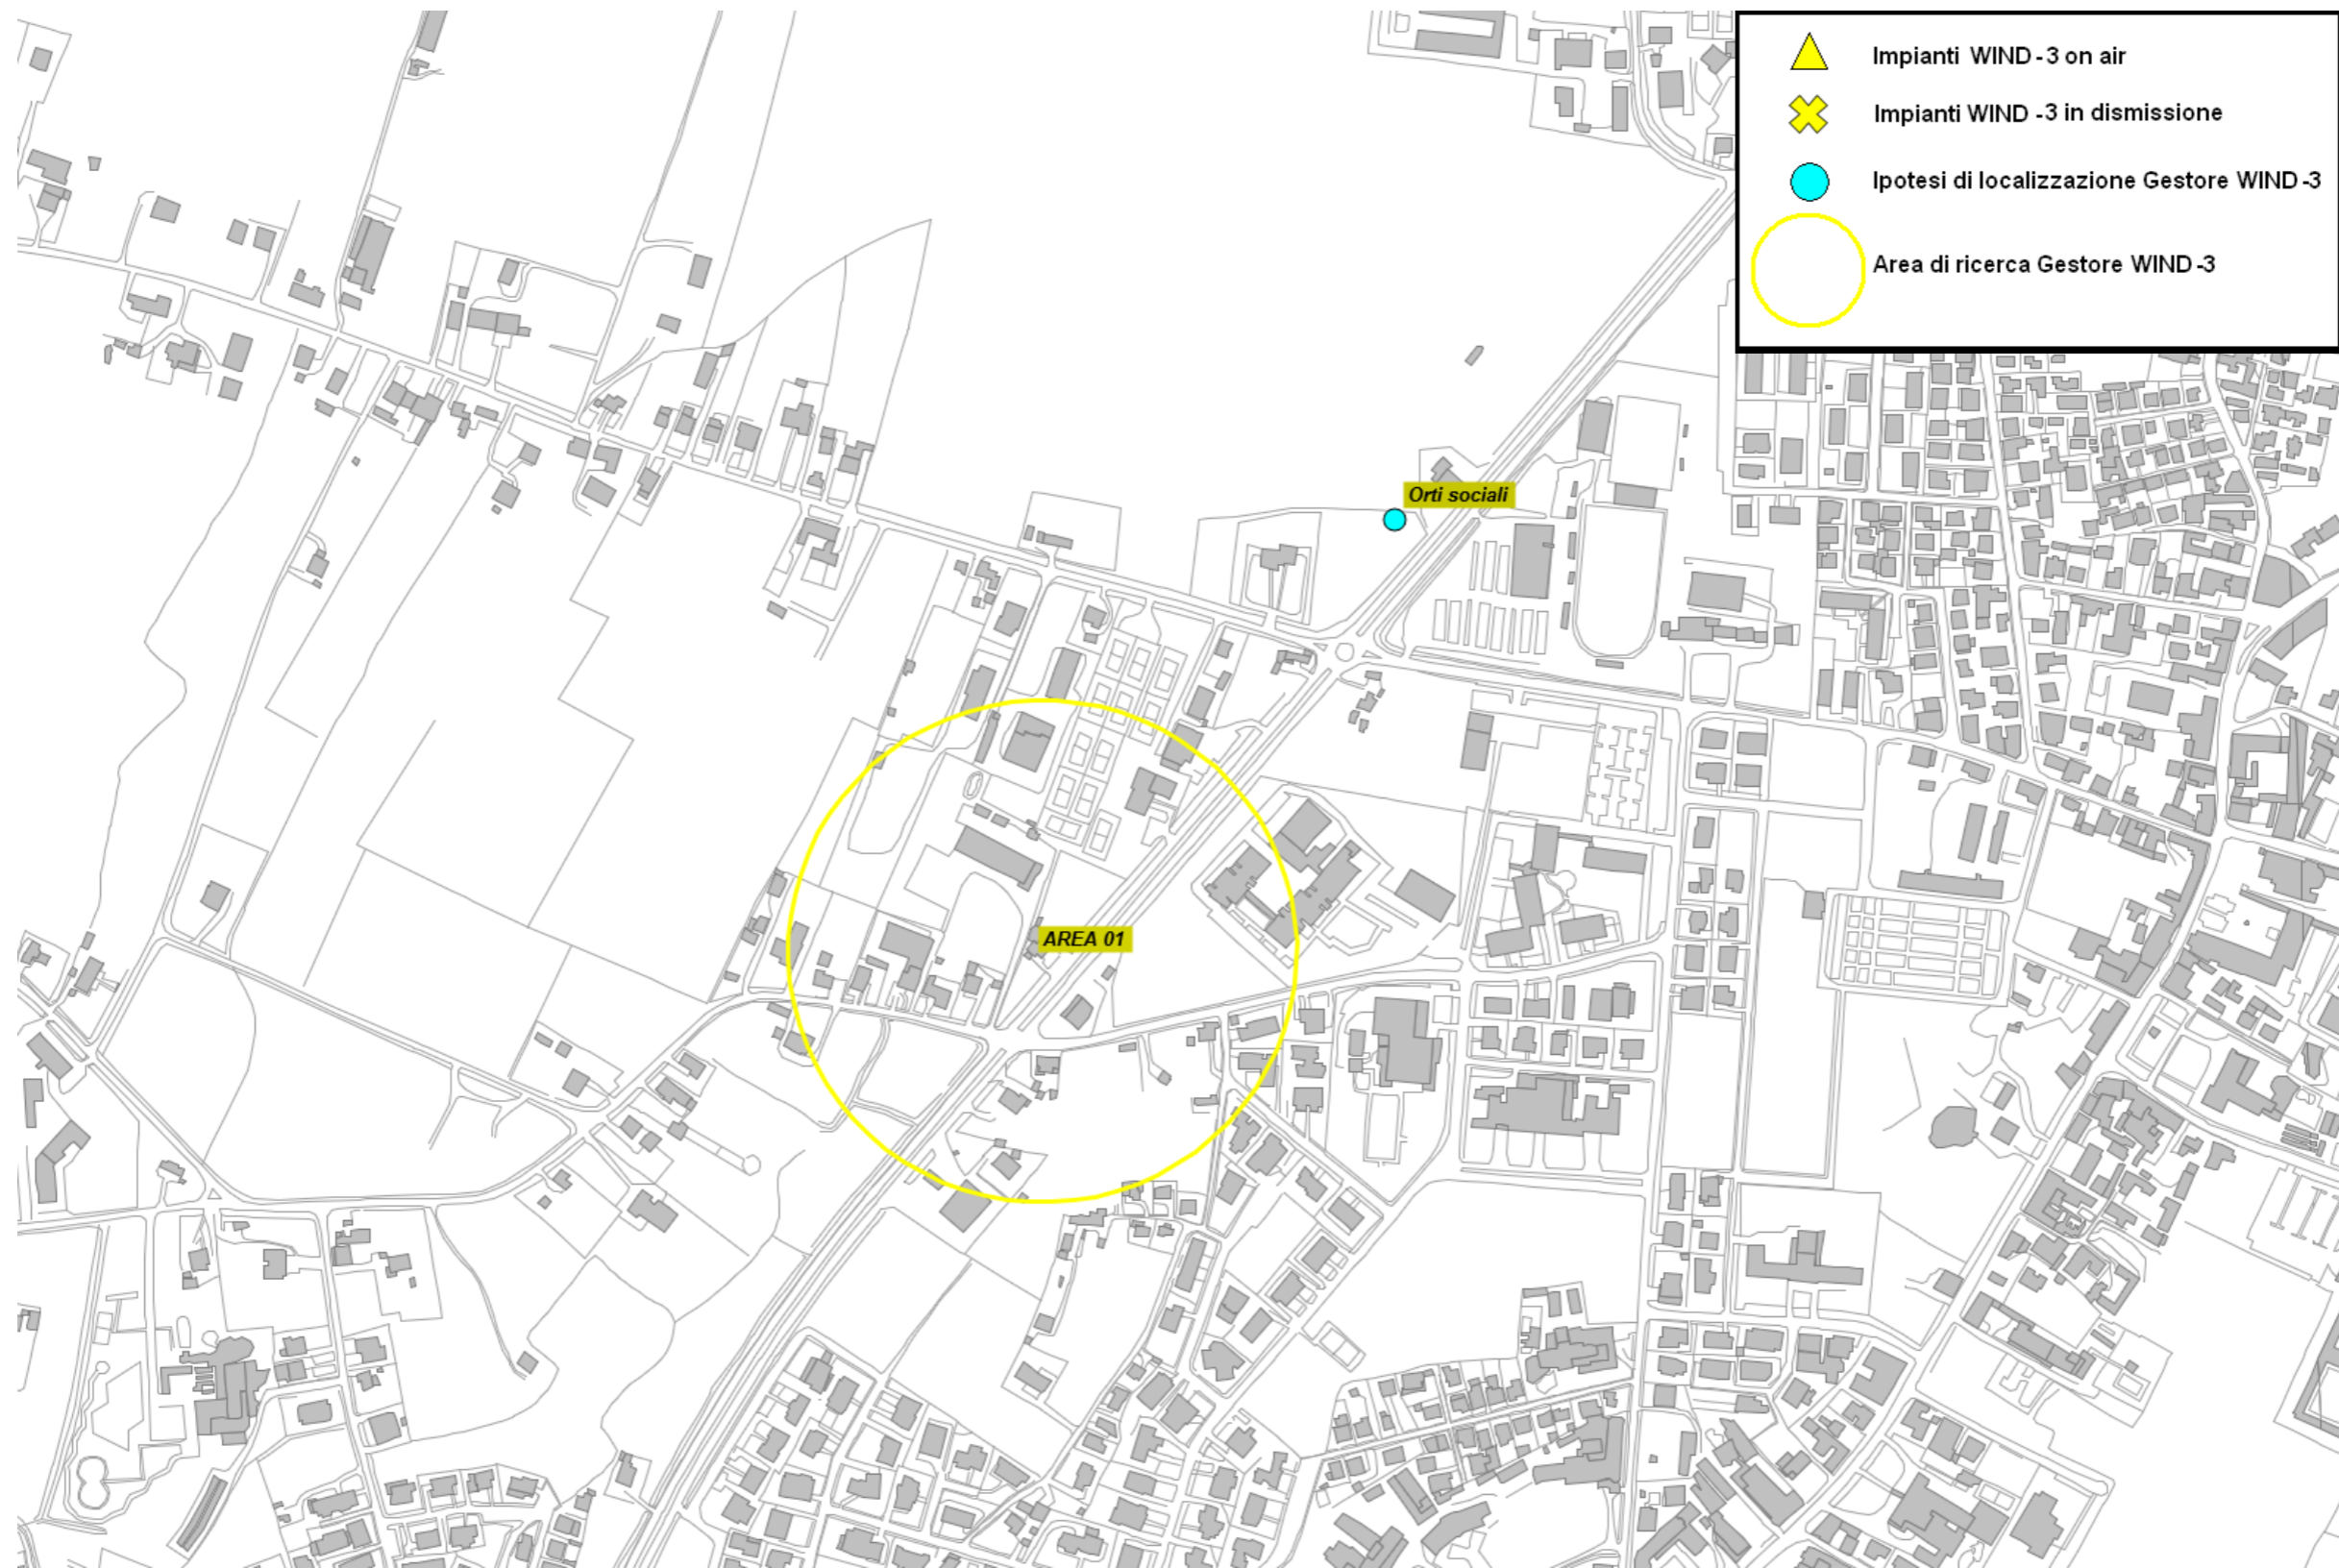 Impianti WIND-3 on air
Impianti WIND-3 in dismissione
Ipotesi di localizzazione Gestore WIND-3
Area di ricerca Gestore WIND-3
Orti sociali
AREA 01